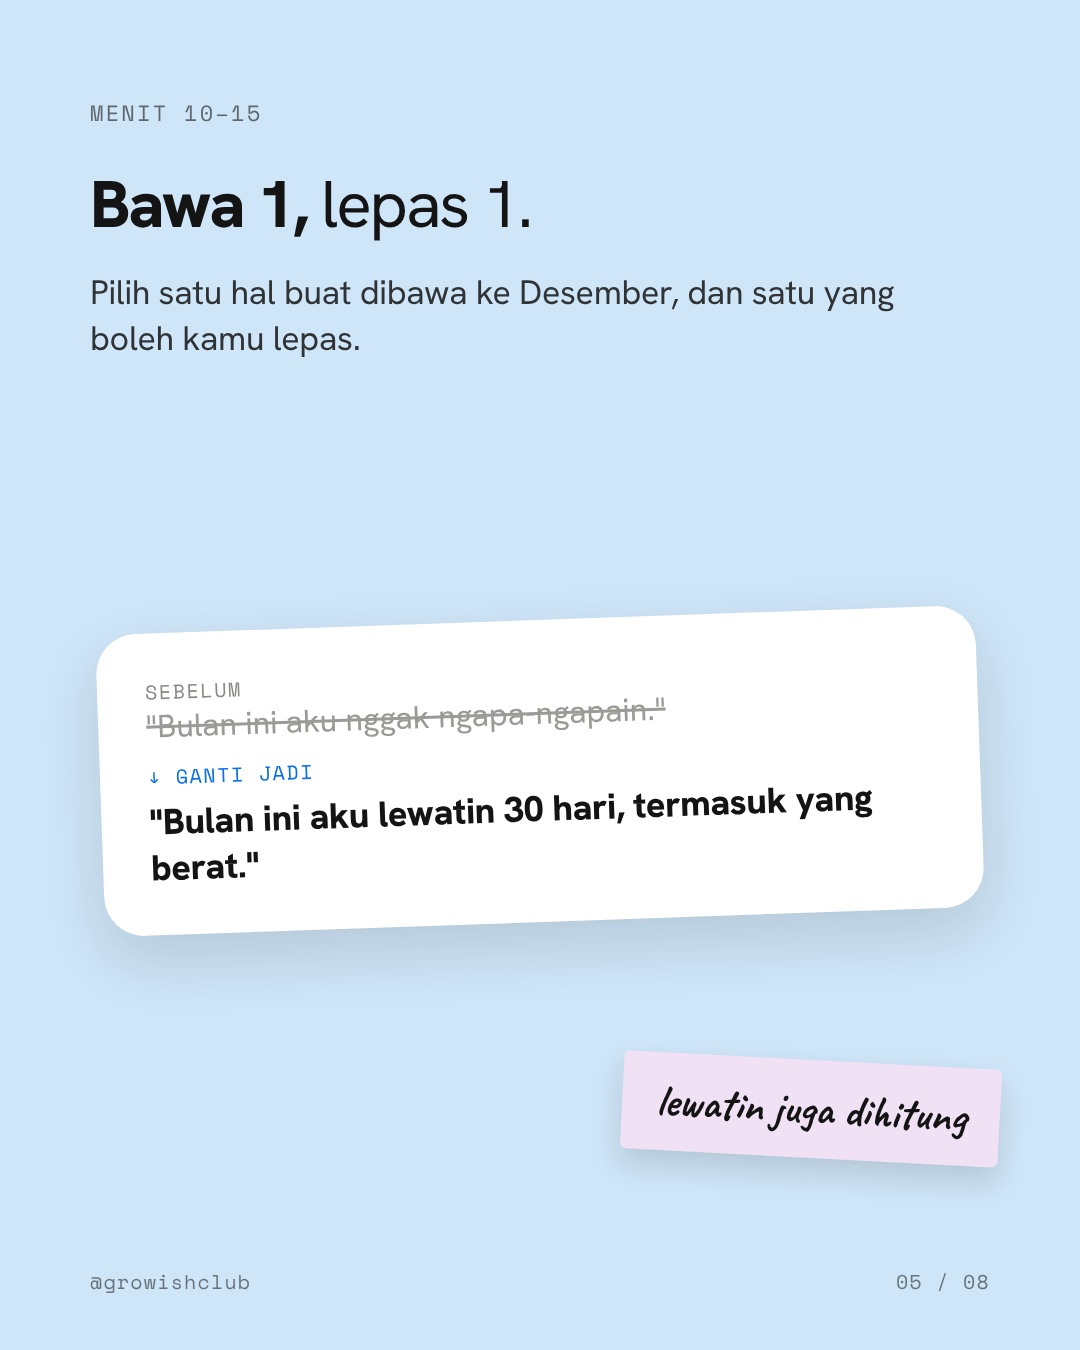 MENIT 10–15
Bawa 1, lepas 1.
Pilih satu hal buat dibawa ke Desember, dan satu yang
boleh kamu lepas.
SEBELUM
"Bulan ini aku nggak ngapa-ngapain."
↓ GANTI JADI
"Bulan ini aku lewatin 30 hari, termasuk yang
berat."
lewatin juga dihitung
@growishclub
05 / 08